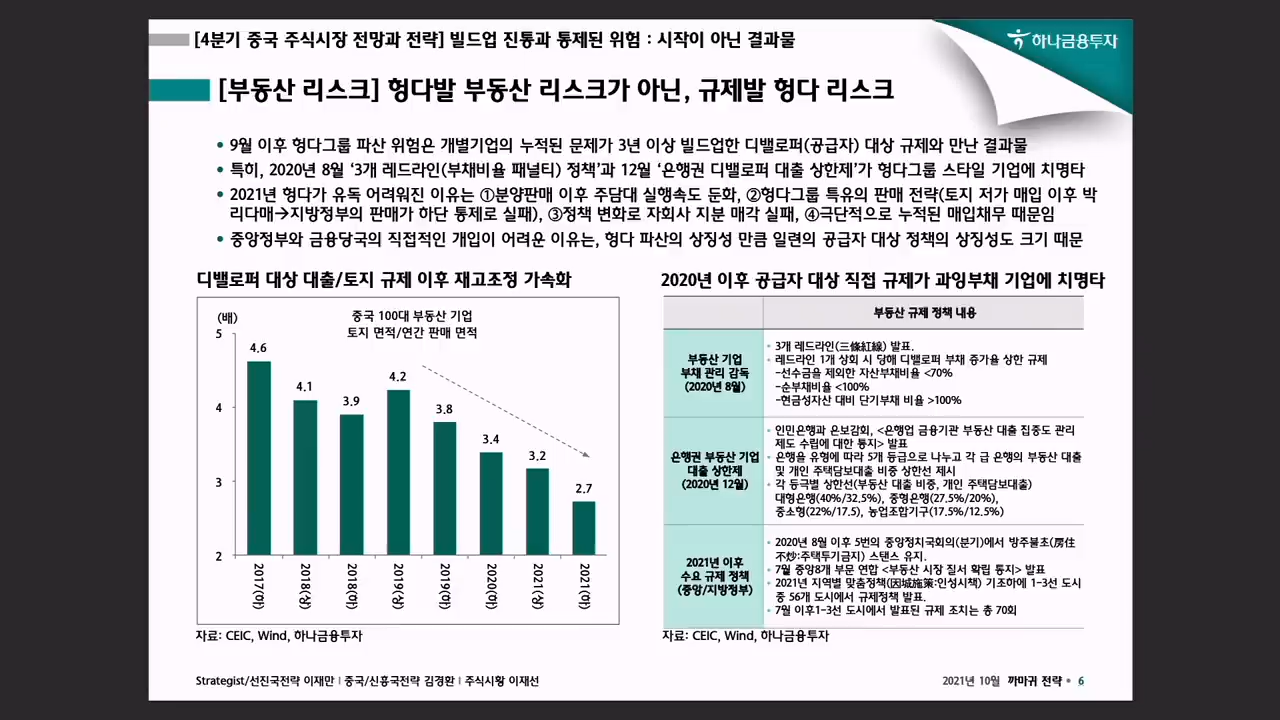 [4분기 중국 주식시장 전망과 전략] 빌드업 진통과 통제된 위험 : 시작이 아닌 결과물
하나금융투자
[부동산 리스크] 헝다발 부동산 리스크가 아닌, 규제발 헝다 리스크
• 9월 이후 헝다그룹 파산 위험은 개별기업의 누적된 문제가 3년 이상 빌드업한 디밸로퍼(공급자) 대상 규제와 만난 결과물
• 특히, 2020년 8월 ‘3개 레드라인(부채비율 패널티) 정책’과 12월 ‘은행권 디밸로퍼 대출 상한제’가 헝다그룹 스타일 기업에 치명타
• 2021년 헝다가 유독 어려워진 이유는 ①분양판매 이후 주담대 실행속도 둔화, ②헝다그룹 특유의 판매 전략(토지 저가 매입 이후 박
리다매→지방정부의 판매가 하단 통제로 실패), ③정책 변화로 자회사 지분 매각 실패, ④극단적으로 누적된 매입채무 때문임
• 중앙정부와 금융당국의 직접적인 개입이 어려운 이유는, 헝다 파산의 상징성 만큼 일련의 공급자 대상 정책의 상징성도 크기 때문
디밸로퍼 대상 대출/토지 규제 이후 재고조정 가속화
(배)
중국 100대 부동산 기업
토지 면적/연간 판매 면적
5
4
3
2
4.6
4.1
3.9
4.2
3.8
3.4
3.2
2.7
2017(하)
2018(상)
2018(하)
2019(상)
2019(하)
2020(하)
2021(상)
2021(하)
자료: CEIC, Wind, 하나금융투자
2020년 이후 공급자 대상 직접 규제가 과잉부채 기업에 치명타
부동산 규제 정책 내용
부동산 기업
부채 관리 감독
(2020년 8월)
• 3개 레드라인(三條紅線) 발표.
• 레드라인 1개 상회 시 당해 디밸로퍼 부채 증가율 상한 규제
-선수금을 제외한 자산부채비율 <70%
-순부채비율 <100%
-현금성자산 대비 단기부채 비율 >100%
은행권 부동산 기업
대출 상한제
(2020년 12월)
• 인민은행과 은보감회, <은행업 금융기관 부동산 대출 집중도 관리
제도 수립에 대한 통지> 발표
• 은행을 유형에 따라 5개 등급으로 나누고 각 급 은행의 부동산 대출
및 개인 주택담보대출 비중 상한선 제시
• 각 등극별 상한선(부동산 대출 비중, 개인 주택담보대출)
대형은행(40%/32.5%), 중형은행(27.5%/20%),
중소형(22%/17.5), 농업조합기구(17.5%/12.5%)
2021년 이후
수요 규제 정책
(중앙/지방정부)
• 2020년 8월 이후 5번의 중앙정치국회의(분기)에서 방주불초(房住
不炒:주택투기금지) 스탠스 유지.
• 7월 중앙8개 부문 연합 <부동산 시장 질서 확립 통지> 발표
• 2021년 지역별 맞춤정책(因城施策:인성시책) 기조하에 1-3선 도시
중 56개 도시에서 규제정책 발표.
• 7월 이후1-3선 도시에서 발표된 규제 조치는 총 70회
자료: CEIC, Wind, 하나금융투자
Strategist/선진국전략 이재만 l 중국/신흥국전략 김경환 l 주식시황 이재선
2021년 10월 까마귀 전략 • 6